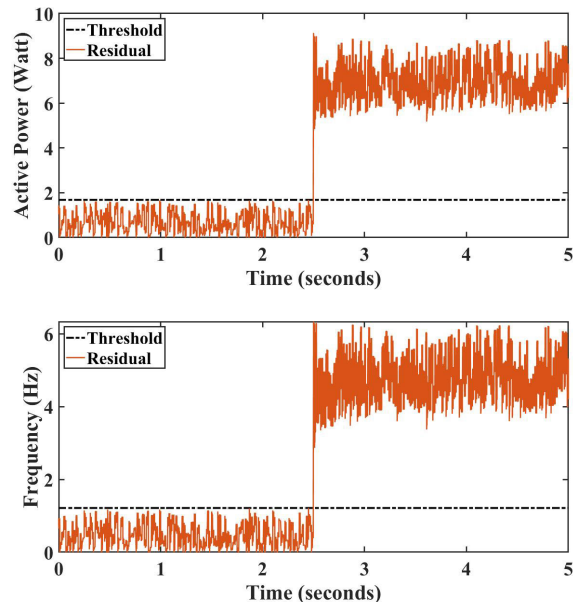 Threshold
Residual
Active Power (Watt)
10
8
6
4
2
0
0 1 2 3 4 5
Time (seconds)
Threshold
Residual
Frequency (Hz)
6
4
2
0
0 1 2 3 4 5
Time (seconds)